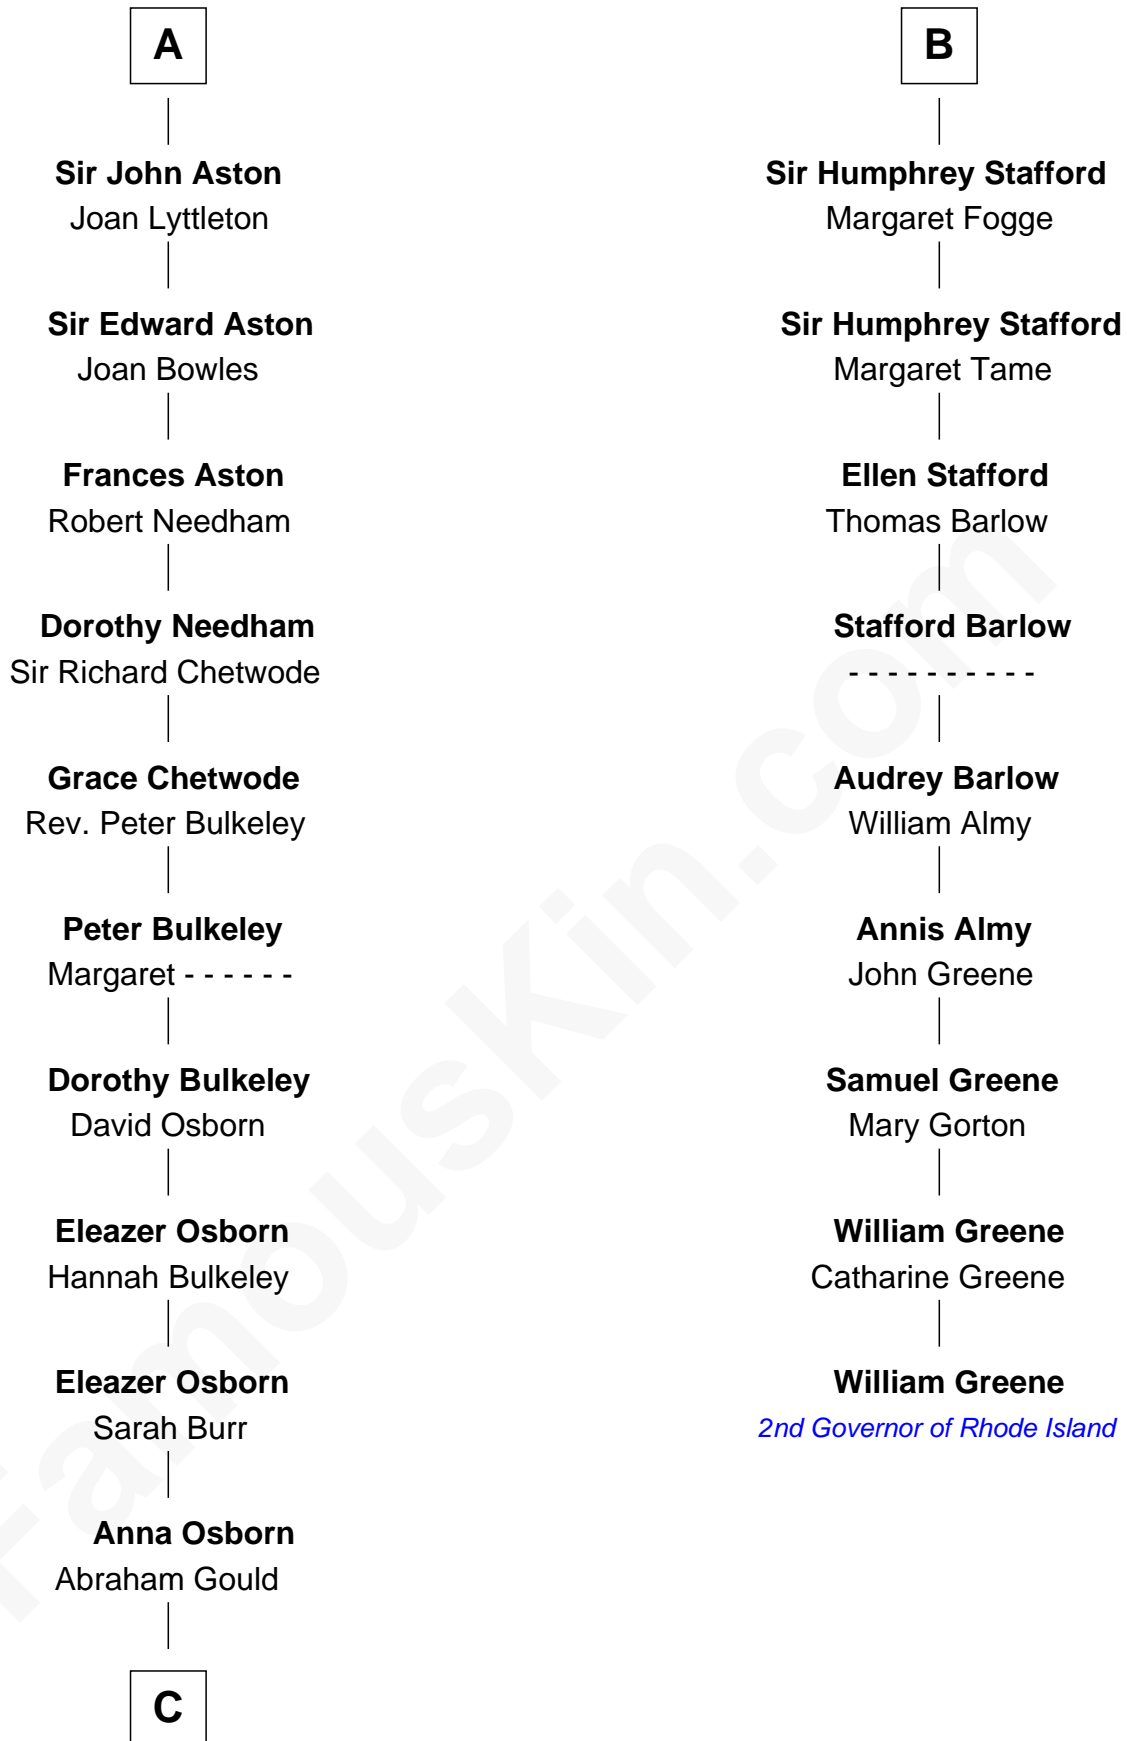 A
Sir John Aston
Joan Lyttleton
Sir Edward Aston
Joan Bowles
Frances Aston
Robert Needham
Dorothy Needham
Sir Richard Chetwode
Grace Chetwode
Rev. Peter Bulkeley
Peter Bulkeley
Margaret - - - - - -
Dorothy Bulkeley
David Osborn
Eleazer Osborn
Hannah Bulkeley
Eleazer Osborn
Sarah Burr
Anna Osborn
Abraham Gould
C
B
Sir Humphrey Stafford
Margaret Fogge
Sir Humphrey Stafford
Margaret Tame
Ellen Stafford
Thomas Barlow
Stafford Barlow
- - - - - - - - - -
Audrey Barlow
William Almy
Annis Almy
John Greene
Samuel Greene
Mary Gorton
William Greene
Catharine Greene
William Greene
2nd Governor of Rhode Island
FamousKin.com